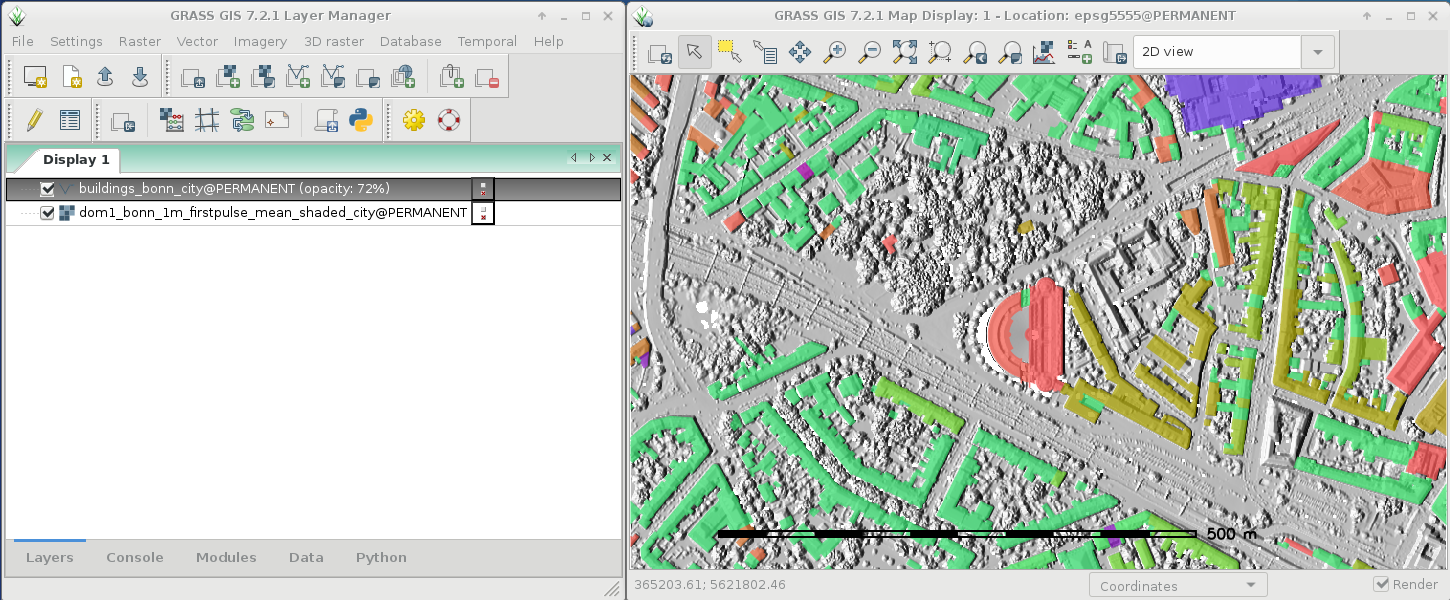 GRASS GIS 7.2.1 Layer Manager
File Settings Raster Vector Imagery 3D raster Database Temporal Help
Display 1
buildings_bonn_city@PERMANENT (opacity: 72%)
dom1_bonn_1m_firstpulse_mean_shaded_city@PERMANENT
Layers Console Modules Data Python
GRASS GIS 7.2.1 Map Display: 1 - Location: epsg5555@PERMANENT
A
2D view
500 m
365203.61; 5621802.46
Coordinates
Render